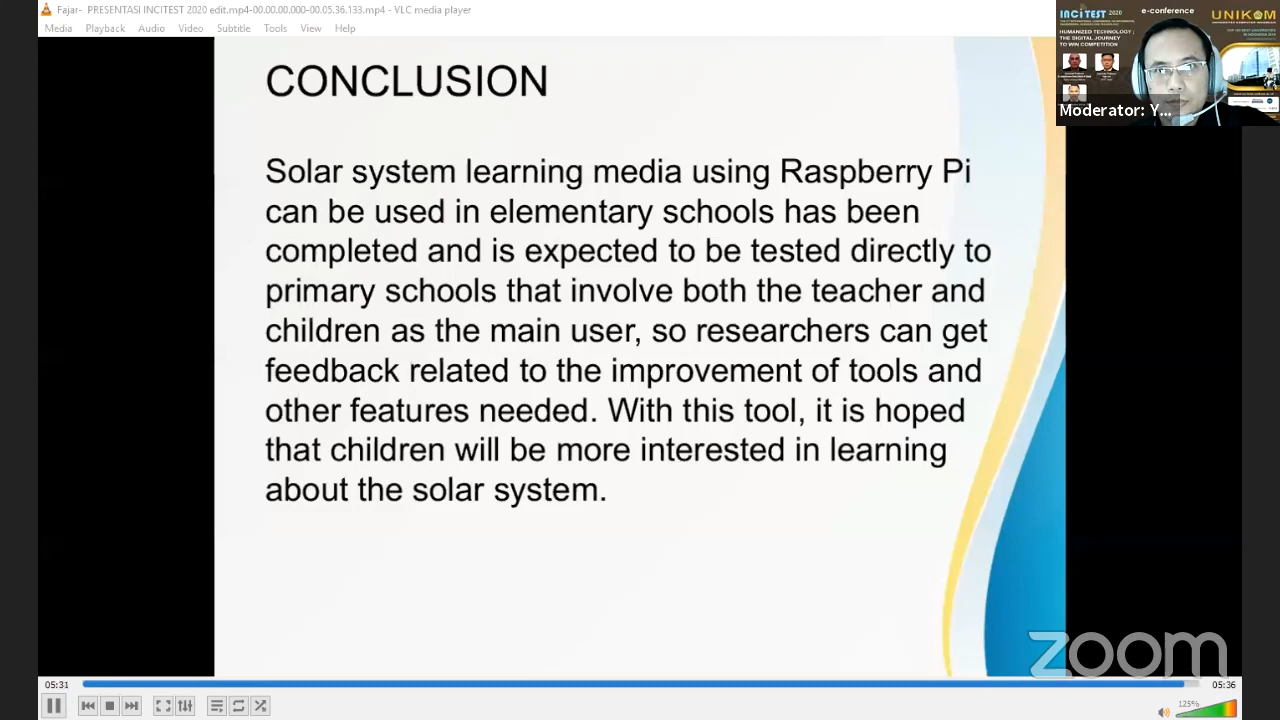 Fajar- PRESENTASI INCITEST 2020 edit.mp4-00.00.00.000-00.05.36.133.mp4 - VLC media player
Media Playback Audio Video Subtitle Tools View Help
INCITEST 2020
e-conference
UNIKOM
HUMANIZED TECHNOLOGY :
THE DIGITAL JOURNEY
TO WIN COMPETITION
Moderator: Y...
CONCLUSION
Solar system learning media using Raspberry Pi
can be used in elementary schools has been
completed and is expected to be tested directly to
primary schools that involve both the teacher and
children as the main user, so researchers can get
feedback related to the improvement of tools and
other features needed. With this tool, it is hoped
that children will be more interested in learning
about the solar system.
zoom
05:31
05:36
125%